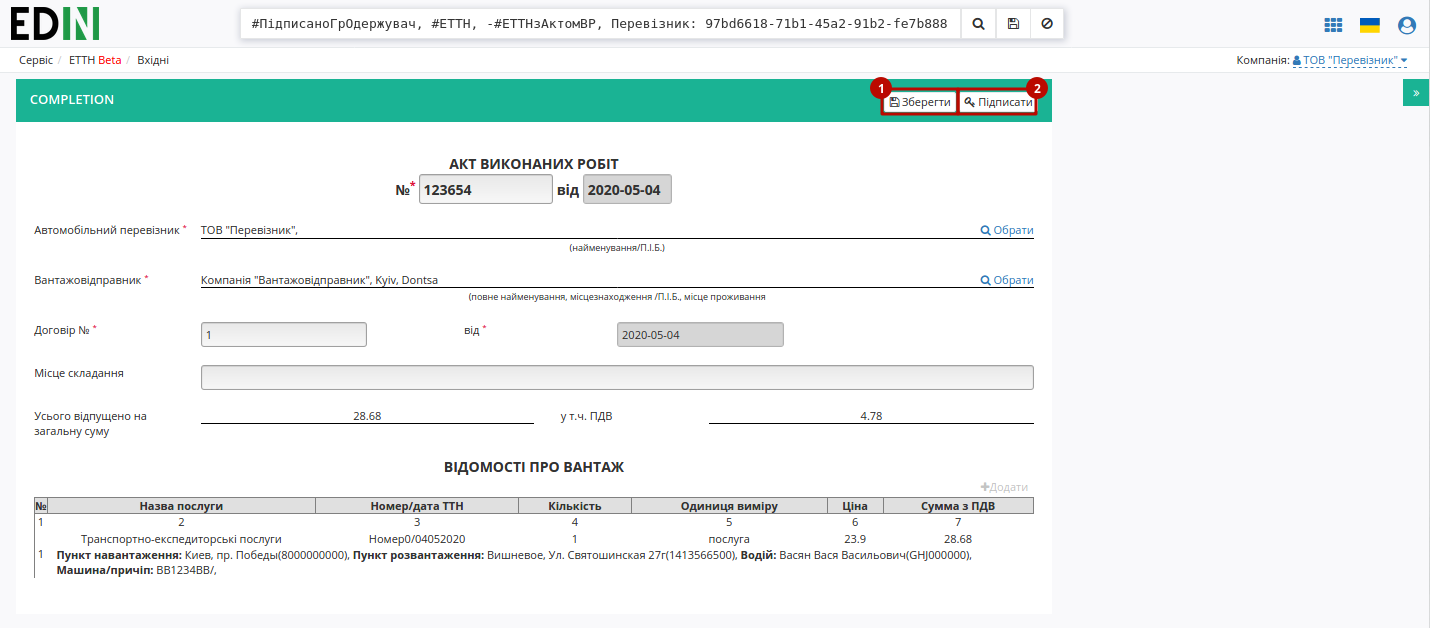 EDIN
#ПідписаноГрОдержувач, #ЕТТН, -#ЕТТНзАктомВР, Перевізник: 97bd6618-71b1-45a2-91b2-fe7b888
Сервіс / ЕТТН Beta / Вхідні
Компанія: ТОВ "Перевізник"
1 2
COMPLETION
Зберегти Підписати
»
АКТ ВИКОНАНИХ РОБІТ
№* 123654 від 2020-05-04
Автомобільний перевізник * ТОВ "Перевізник", Обрати
(найменування/П.І.Б.)
Вантажовідправник * Компанія "Вантажовідправник", Kyiv, Dontsa Обрати
(повне найменування, місцезнаходження /П.І.Б., місце проживання
Договір № * 1 від * 2020-05-04
Місце складання
Усього відпущено на 28.68 у т.ч. ПДВ 4.78
загальну суму
ВІДОМОСТІ ПРО ВАНТАЖ
+Додати
№ Назва послуги Номер/дата ТТН Кількість Одиниця виміру Ціна Сумма з ПДВ
1 2 3 4 5 6 7
Транспортно-експедиторські послуги Номер0/04052020 1 послуга 23.9 28.68
1 Пункт навантаження: Киев, пр. Победы(8000000000), Пункт розвантаження: Вишневое, Ул. Святошинская 27г(1413566500), Водій: Васян Вася Васильович(GHJ000000),
Машина/причіп: BB1234BB/,